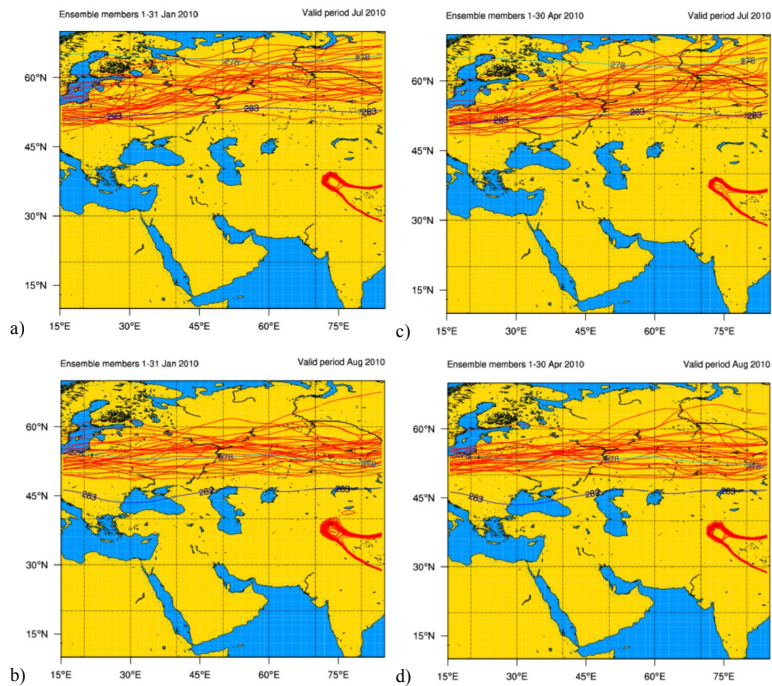 Ensemble members 1-31 Jan 2010 Valid period Jul 2010
278
278
283
283
60°N
45°N
30°N
15°N
a)
15°E 30°E 45°E 60°E 75°E
Ensemble members 1-30 Apr 2010 Valid period Jul 2010
278
278
283
283
60°N
45°N
30°N
15°N
c)
15°E 30°E 45°E 60°E 75°E
Ensemble members 1-31 Jan 2010 Valid period Aug 2010
278
278
283
283
283
60°N
45°N
30°N
15°N
b)
15°E 30°E 45°E 60°E 75°E
Ensemble members 1-30 Apr 2010 Valid period Aug 2010
278
278
283
283
283
60°N
45°N
30°N
15°N
d)
15°E 30°E 45°E 60°E 75°E